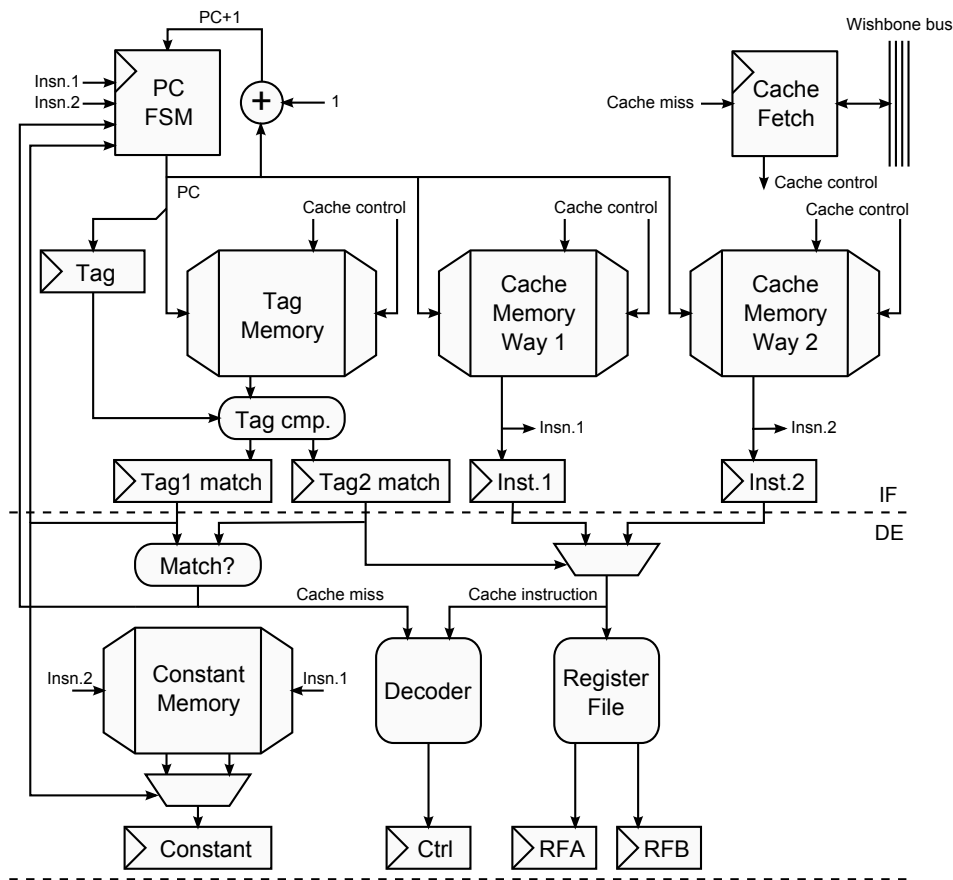 PC+1
Wishbone bus
Insn.1
Insn.2
PC
FSM
+
1
Cache miss
Cache
Fetch
PC
Cache control
Cache control
Cache control
Cache control
Tag
Tag
Memory
Cache
Memory
Way 1
Cache
Memory
Way 2
Tag cmp.
Insn.1
Insn.2
Tag1 match
Tag2 match
Inst.1
Inst.2
IF
DE
Match?
Cache miss
Cache instruction
Insn.2
Constant
Memory
Insn.1
Decoder
Register
File
Constant
Ctrl
RFA
RFB